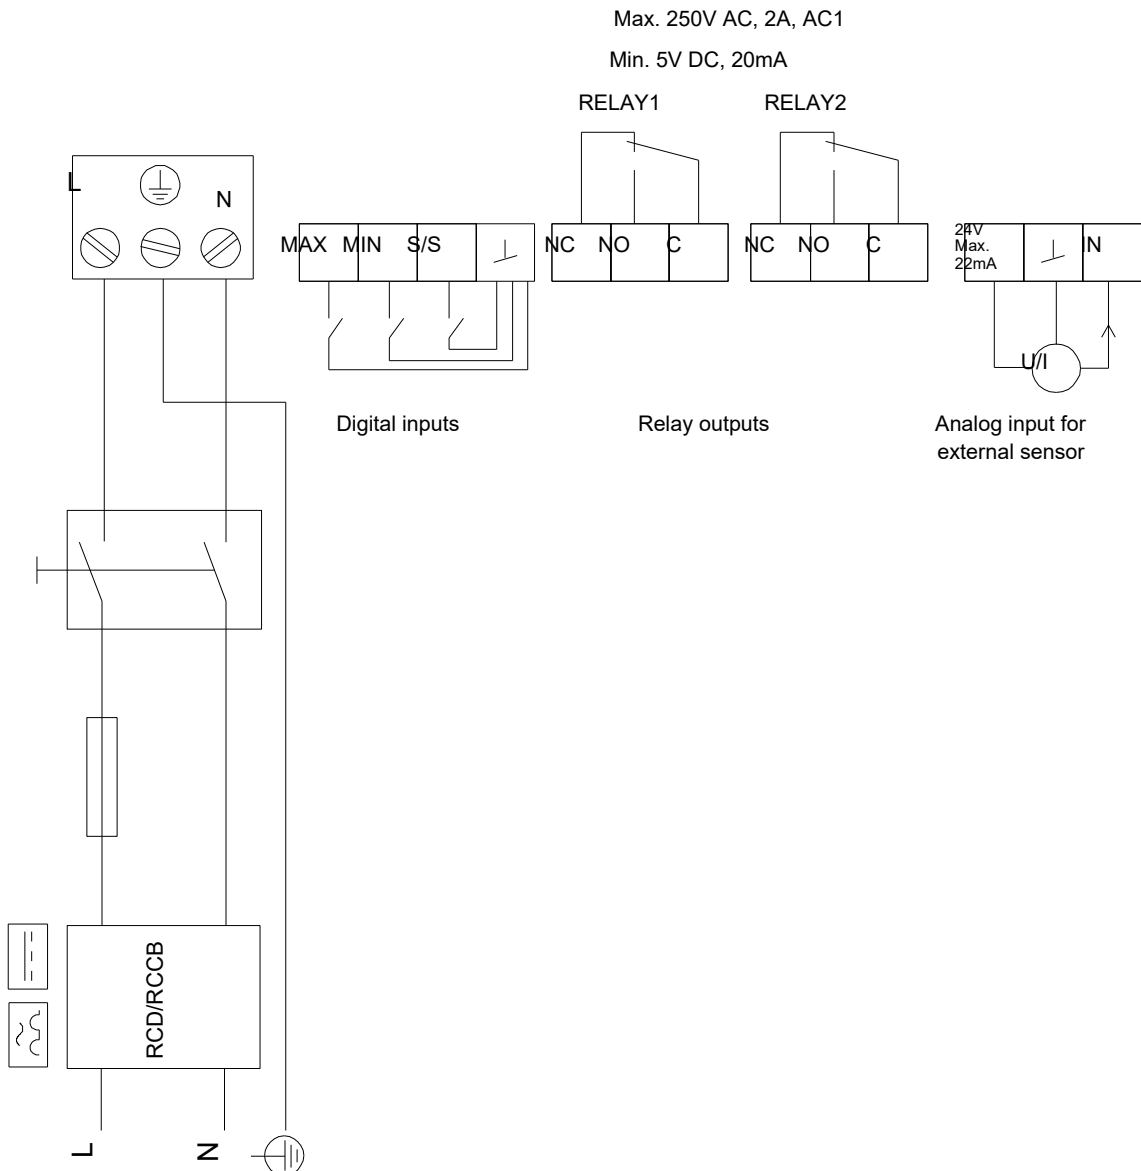 Max. 250V AC, 2A, AC1
Min. 5V DC, 20mA
RELAY1 RELAY2
L
N
MAX MIN S/S NC NO C NC NO C
24V
Max.
22mA
IN
U/I
Digital inputs Relay outputs
Analog input for
external sensor
RCD/RCCB
L N